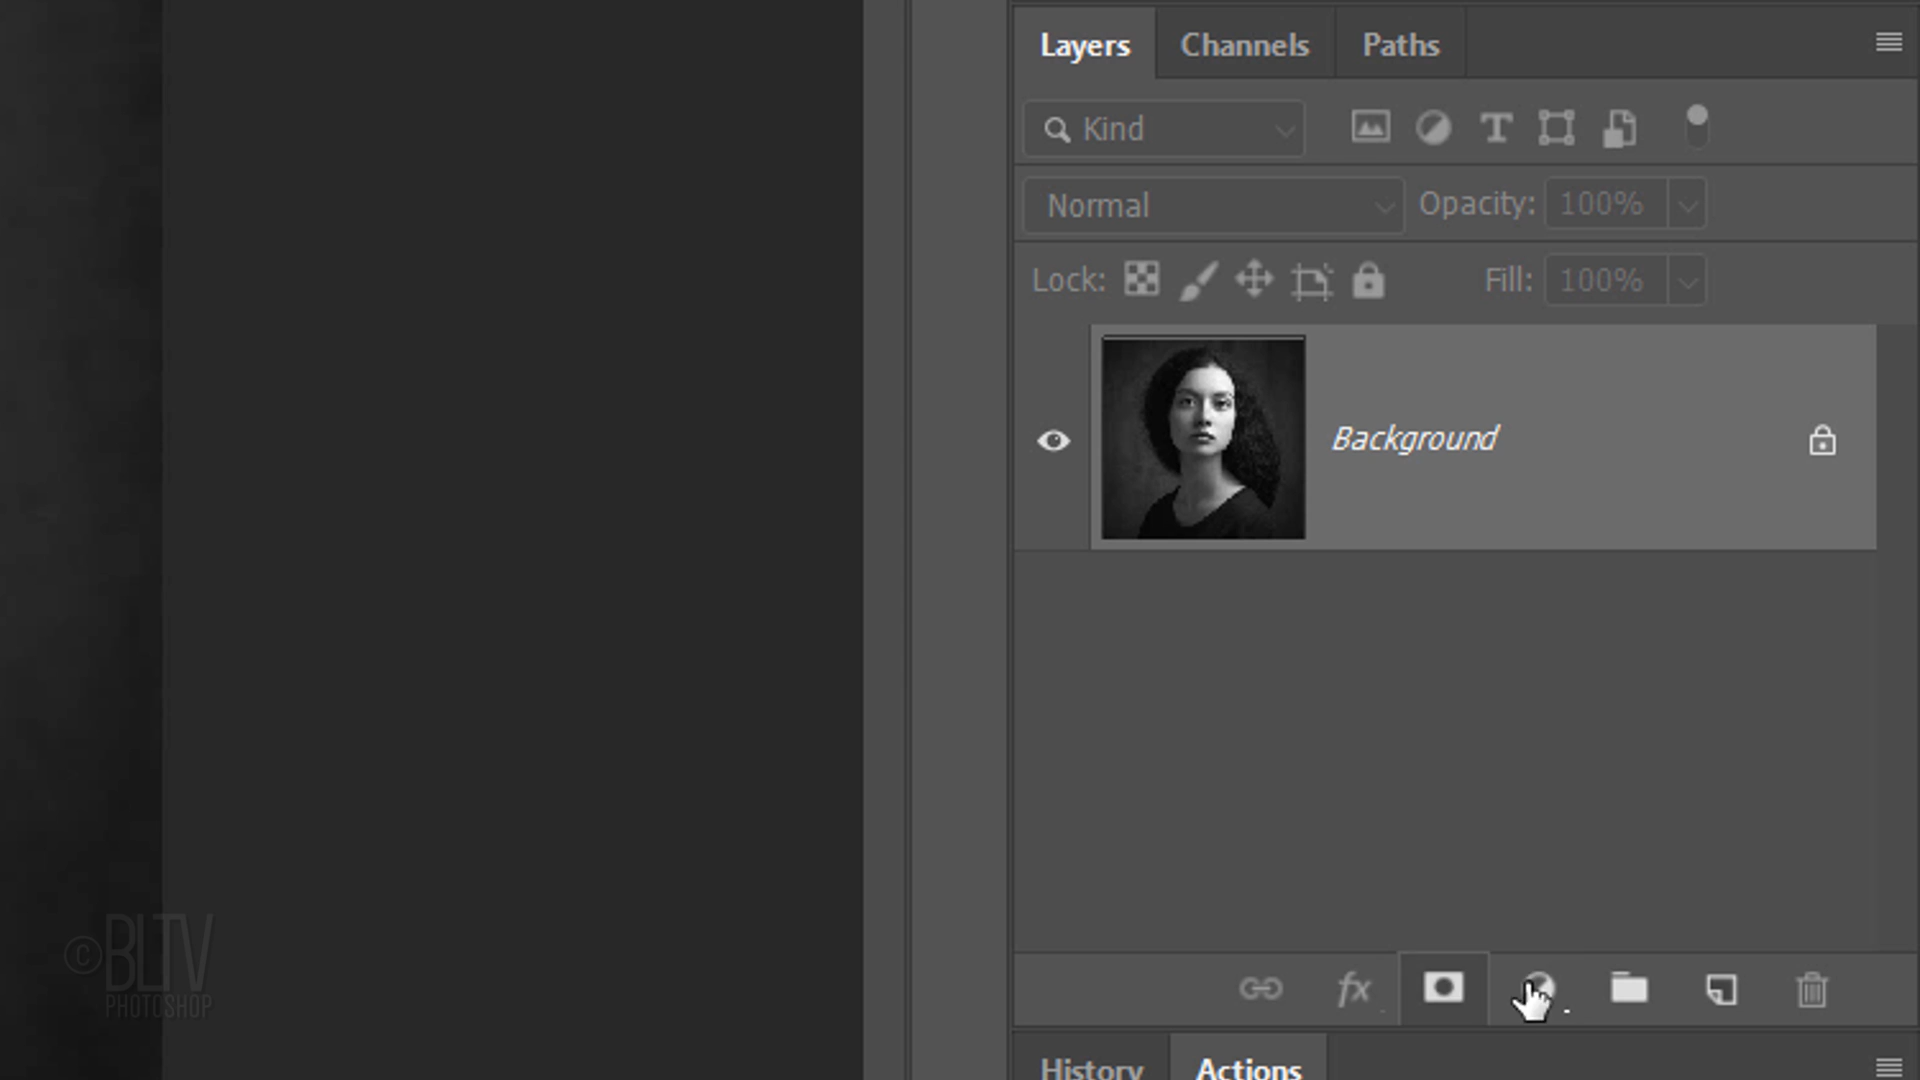 Layers Channels Paths
Kind
Normal Opacity: 100%
Lock: Fill: 100%
Background
fx
History Actions
©BLTV
PHOTOSHOP